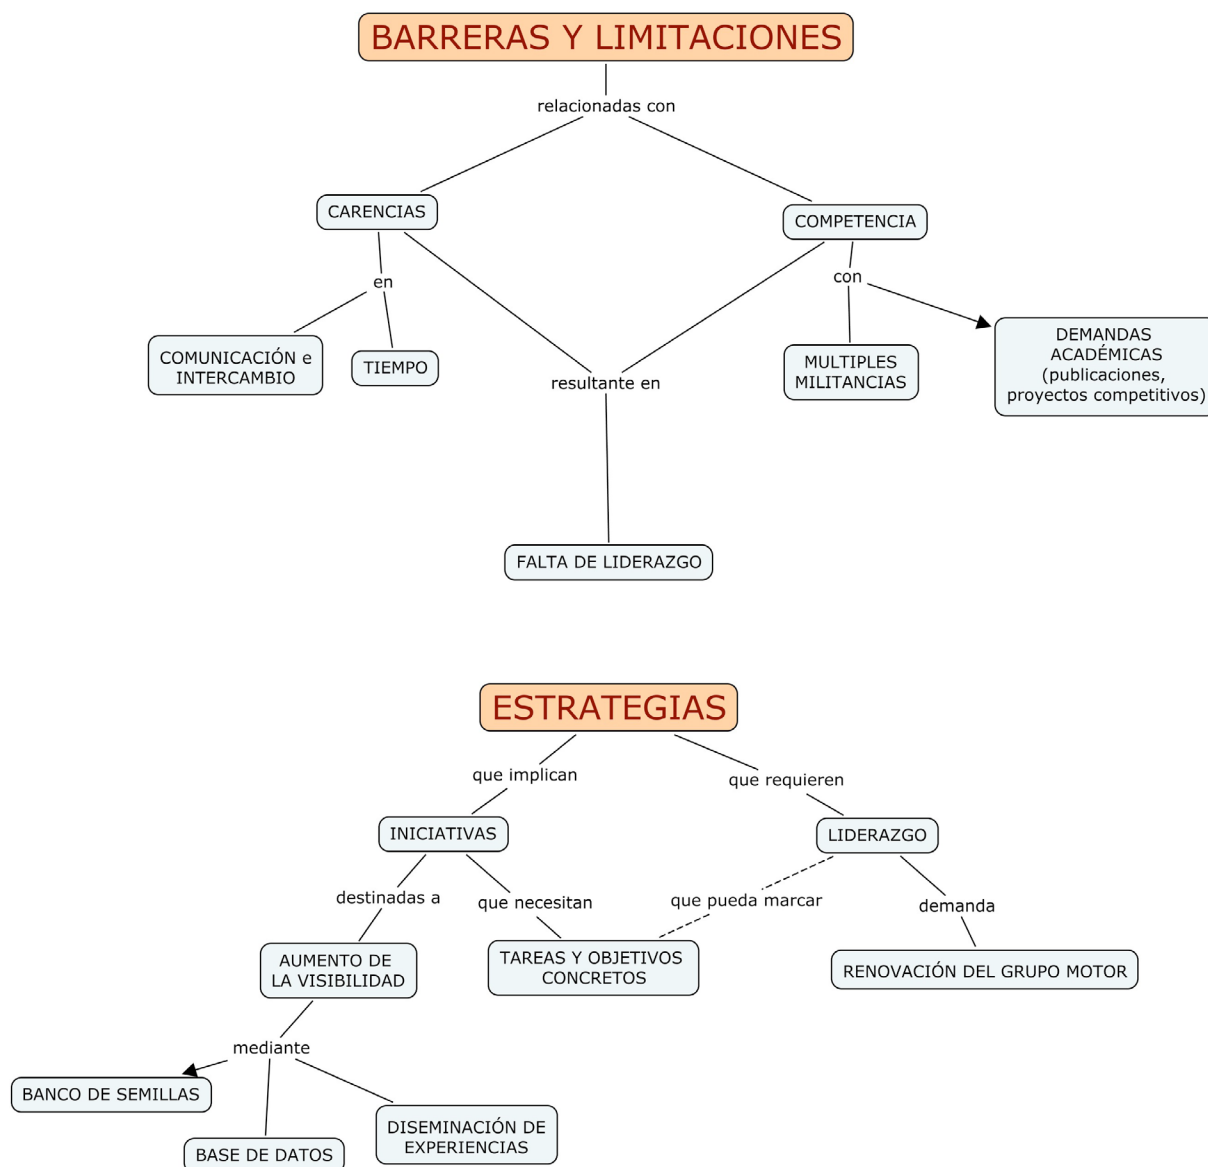 BARRERAS Y LIMITACIONES
relacionadas con
CARENCIAS
COMPETENCIA
en
con
COMUNICACIÓN e
INTERCAMBIO
TIEMPO
resultante en
MULTIPLES
MILITANCIAS
DEMANDAS
ACADÉMICAS
(publicaciones,
proyectos competitivos)
FALTA DE LIDERAZGO
ESTRATEGIAS
que implican
que requieren
INICIATIVAS
LIDERAZGO
destinadas a
que necesitan
que pueda marcar
demanda
AUMENTO DE
LA VISIBILIDAD
TAREAS Y OBJETIVOS
CONCRETOS
RENOVACIÓN DEL GRUPO MOTOR
mediante
BANCO DE SEMILLAS
BASE DE DATOS
DISEMINACIÓN DE
EXPERIENCIAS